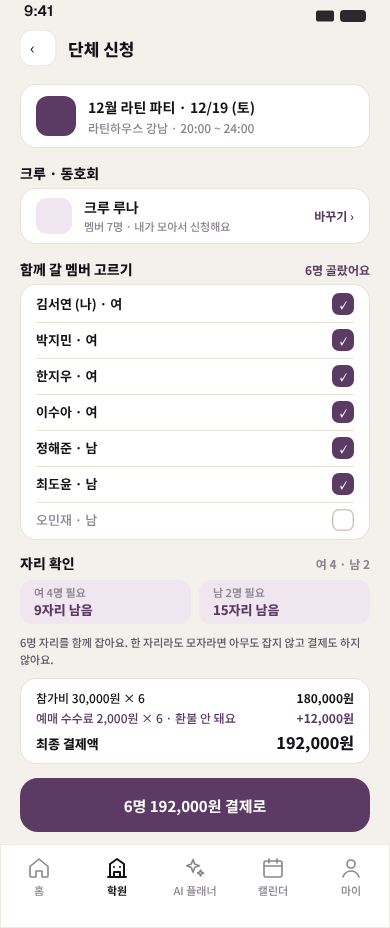 9:41
‹ 단체 신청
12월 라틴 파티 · 12/19 (토)
라틴하우스 강남 · 20:00 ~ 24:00
크루 · 동호회
크루 루나
멤버 7명 · 내가 모아서 신청해요
바꾸기 ›
함께 갈 멤버 고르기 6명 골랐어요
김서연 (나) · 여 ✓
박지민 · 여 ✓
한지우 · 여 ✓
이수아 · 여 ✓
정해준 · 남 ✓
최도윤 · 남 ✓
오민재 · 남
자리 확인 여 4 · 남 2
여 4명 필요
9자리 남음
남 2명 필요
15자리 남음
6명 자리를 함께 잡아요. 한 자리라도 모자라면 아무도 잡지 않고 결제도 하지
않아요.
참가비 30,000원 × 6 180,000원
예매 수수료 2,000원 × 6 · 환불 안 돼요 +12,000원
최종 결제액 192,000원
6명 192,000원 결제로
홈 학원 AI 플래너 캘린더 마이